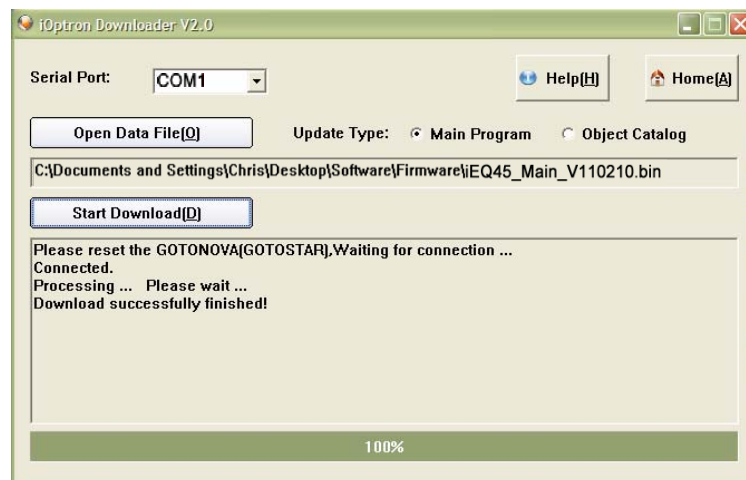 iOptron Downloader V2.0
Serial Port: COM1 Help(H) Home(A)
Open Data File(O) Update Type: Main Program Object Catalog
C:\Documents and Settings\Chris\Desktop\Software\Firmware\iEQ45_Main_V110210.bin
Start Download(D)
Please reset the GOTONOVA(GOTOSTAR),Waiting for connection ...
Connected.
Processing ... Please wait ...
Download successfully finished!
100%